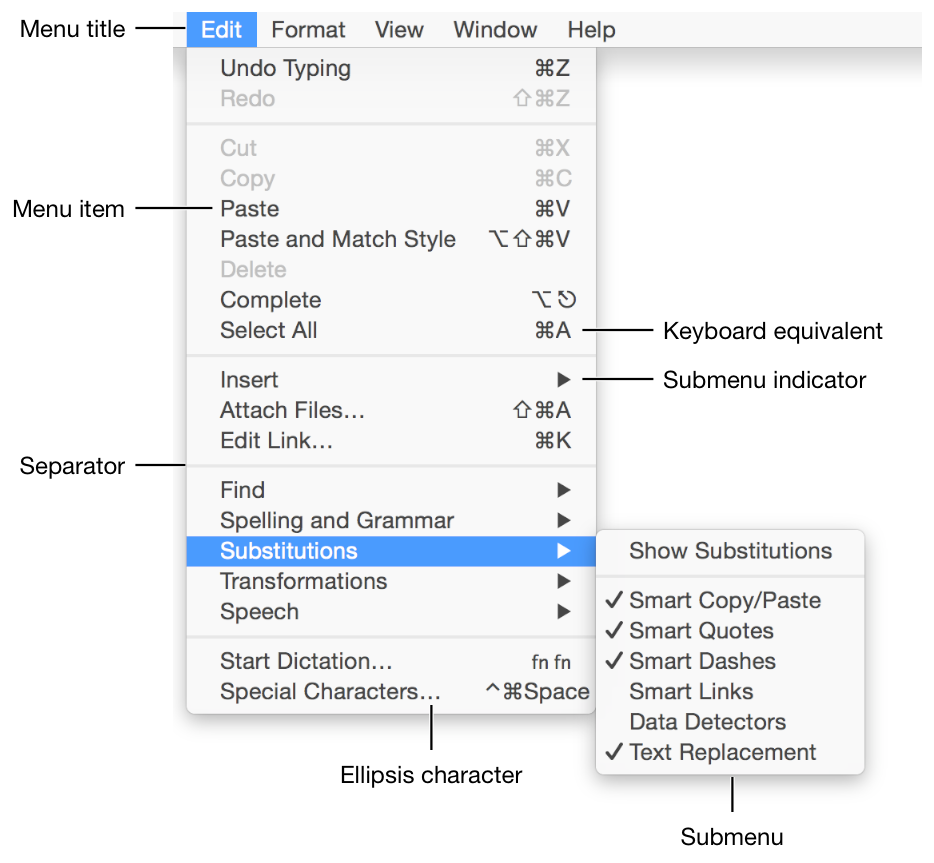 Menu title
Edit Format View Window Help
Undo Typing ⌘Z
Redo ⇧⌘Z
Cut ⌘X
Copy ⌘C
Menu item
Paste ⌘V
Paste and Match Style ⌥⇧⌘V
Delete
Complete ⌥⎋
Select All ⌘A
Keyboard equivalent
Insert ▶
Submenu indicator
Attach Files… ⇧⌘A
Edit Link… ⌘K
Separator
Find ▶
Spelling and Grammar ▶
Substitutions ▶
Transformations ▶
Speech ▶
Start Dictation… fn fn
Special Characters… ^⌘Space
Ellipsis character
Show Substitutions
✓ Smart Copy/Paste
✓ Smart Quotes
✓ Smart Dashes
Smart Links
Data Detectors
✓ Text Replacement
Submenu